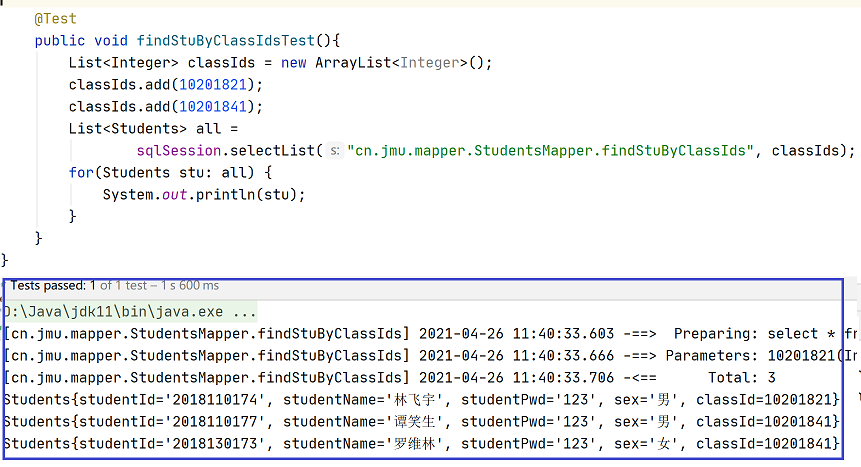 @Test
public void findStuByClassIdsTest(){
List<Integer> classIds = new ArrayList<Integer>();
classIds.add(10201821);
classIds.add(10201841);
List<Students> all =
sqlSession.selectList( s: "cn.jmu.mapper.StudentsMapper.findStuByClassIds", classIds);
for(Students stu: all) {
System.out.println(stu);
}
}
}
Tests passed: 1 of 1 test – 1 s 600 ms
D:\Java\jdk11\bin\java.exe ...
[cn.jmu.mapper.StudentsMapper.findStuByClassIds] 2021-04-26 11:40:33.603 -==>  Preparing: select * fr
[cn.jmu.mapper.StudentsMapper.findStuByClassIds] 2021-04-26 11:40:33.666 -==> Parameters: 10201821(In
[cn.jmu.mapper.StudentsMapper.findStuByClassIds] 2021-04-26 11:40:33.706 -<==      Total: 3
Students{studentId='2018110174', studentName='林飞宇', studentPwd='123', sex='男', classId=10201821}
Students{studentId='2018110177', studentName='谭笑生', studentPwd='123', sex='男', classId=10201841}
Students{studentId='2018130173', studentName='罗维林', studentPwd='123', sex='女', classId=10201841}